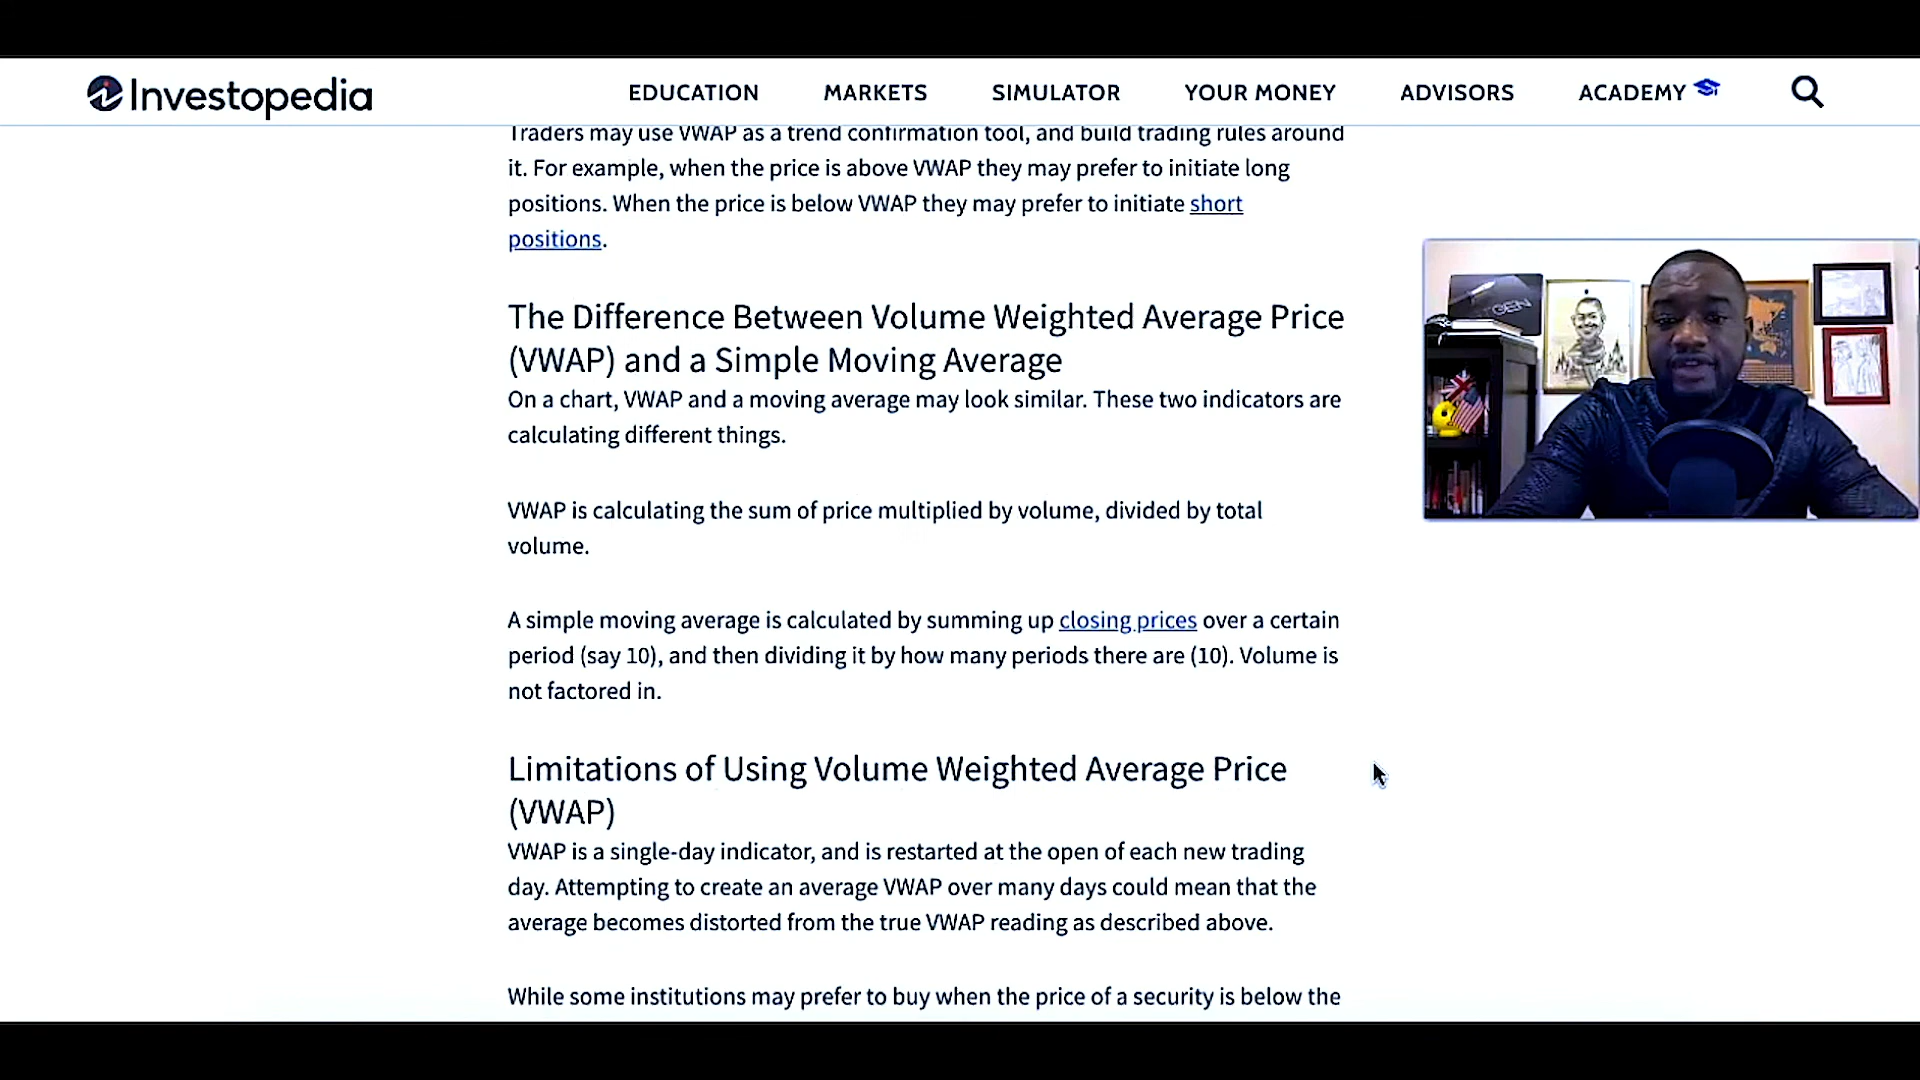 Investopedia
EDUCATION MARKETS SIMULATOR YOUR MONEY ADVISORS ACADEMY
Traders may use VWAP as a trend confirmation tool, and build trading rules around
it. For example, when the price is above VWAP they may prefer to initiate long
positions. When the price is below VWAP they may prefer to initiate short
positions.
The Difference Between Volume Weighted Average Price
(VWAP) and a Simple Moving Average
On a chart, VWAP and a moving average may look similar. These two indicators are
calculating different things.
VWAP is calculating the sum of price multiplied by volume, divided by total
volume.
A simple moving average is calculated by summing up closing prices over a certain
period (say 10), and then dividing it by how many periods there are (10). Volume is
not factored in.
Limitations of Using Volume Weighted Average Price
(VWAP)
VWAP is a single-day indicator, and is restarted at the open of each new trading
day. Attempting to create an average VWAP over many days could mean that the
average becomes distorted from the true VWAP reading as described above.
While some institutions may prefer to buy when the price of a security is below the